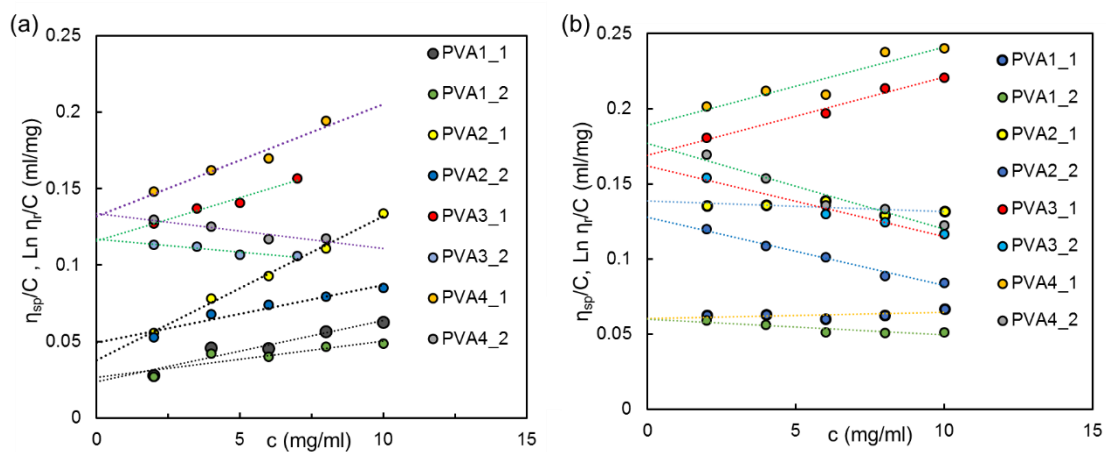 (a)
0.25
0.2
0.15
0.1
0.05
0
0
5
10
15
c (mg/ml)
ηsp/C , Ln ηr/C (ml/mg)
PVA1_1
PVA1_2
PVA2_1
PVA2_2
PVA3_1
PVA3_2
PVA4_1
PVA4_2
(b)
0.25
0.2
0.15
0.1
0.05
0
0
5
10
15
c (mg/ml)
ηsp/C, Ln ηr/C (ml/mg)
PVA1_1
PVA1_2
PVA2_1
PVA2_2
PVA3_1
PVA3_2
PVA4_1
PVA4_2